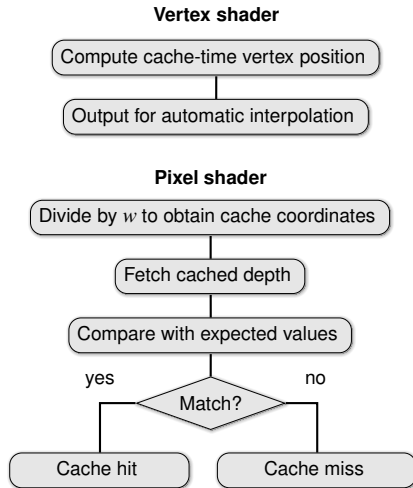 Vertex shader
Compute cache-time vertex position
Output for automatic interpolation
Pixel shader
Divide by w to obtain cache coordinates
Fetch cached depth
Compare with expected values
yes
no
Match?
Cache hit
Cache miss